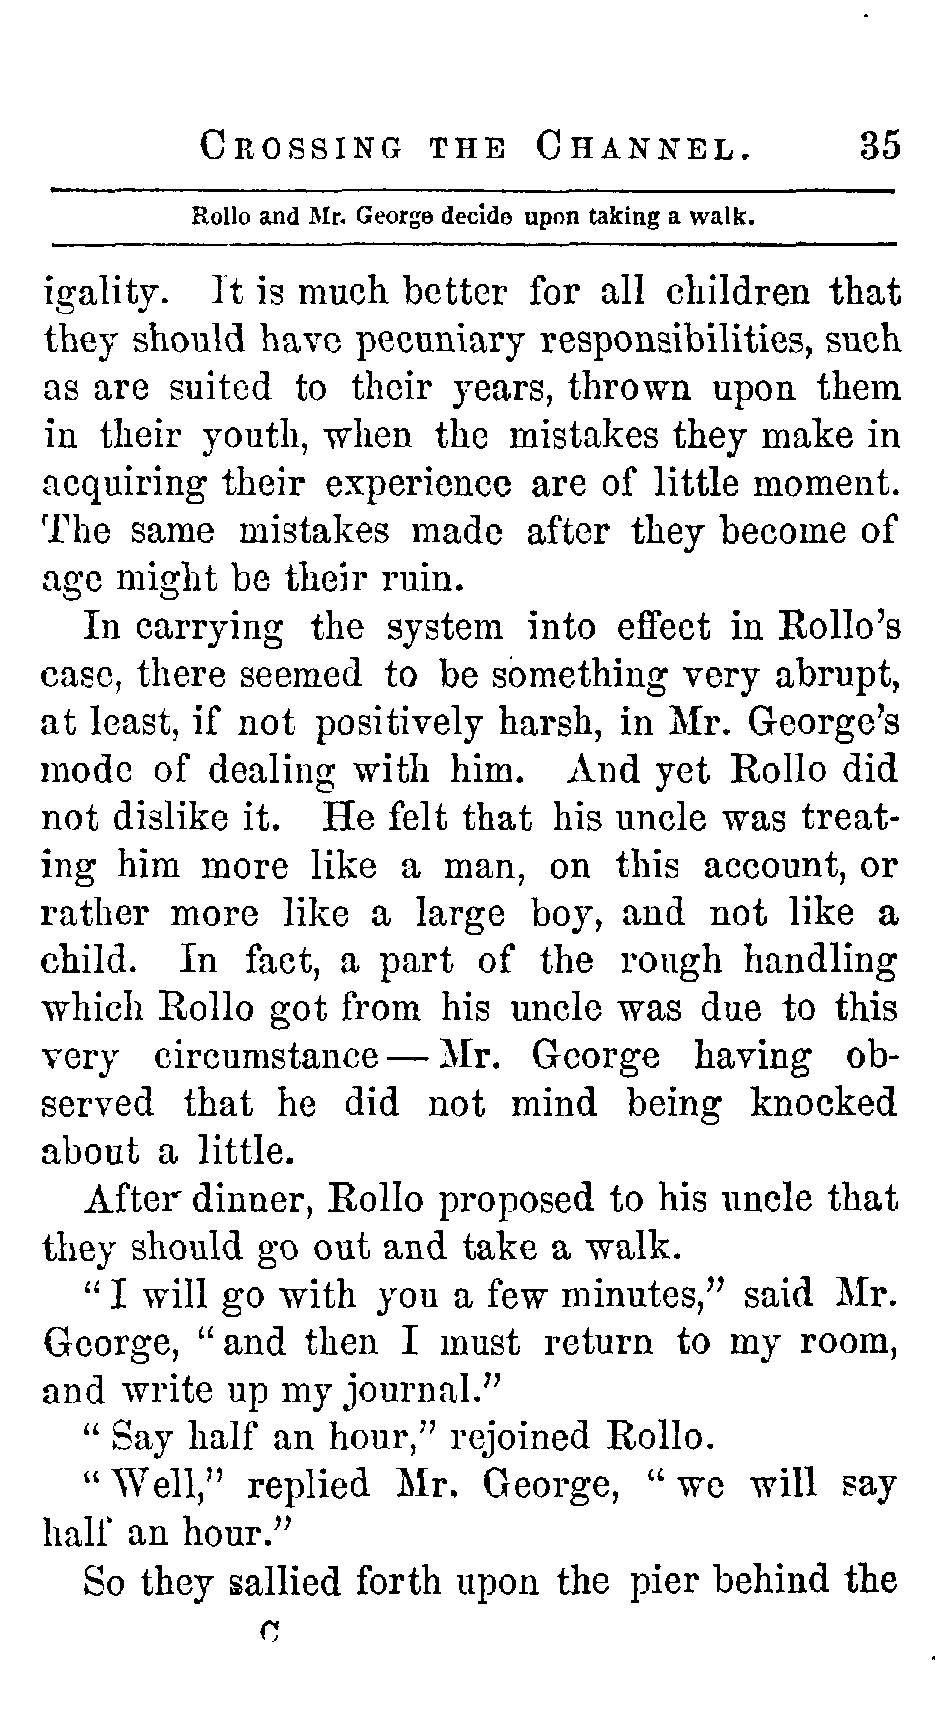 CROSSING THE CHANNEL. 35
Rollo and Mr. George decide upon taking a walk.
igality. It is much better for all children that
they should have pecuniary responsibilities, such
as are suited to their years, thrown upon them
in their youth, when the mistakes they make in
acquiring their experience are of little moment.
The same mistakes made after they become of
age might be their ruin.
In carrying the system into effect in Rollo's
case, there seemed to be something very abrupt,
at least, if not positively harsh, in Mr. George's
mode of dealing with him. And yet Rollo did
not dislike it. He felt that his uncle was treat-
ing him more like a man, on this account, or
rather more like a large boy, and not like a
child. In fact, a part of the rough handling
which Rollo got from his uncle was due to this
very circumstance — Mr. George having ob-
served that he did not mind being knocked
about a little.
After dinner, Rollo proposed to his uncle that
they should go out and take a walk.
"I will go with you a few minutes," said Mr.
George, "and then I must return to my room,
and write up my journal."
"Say half an hour," rejoined Rollo.
"Well," replied Mr. George, "we will say
half an hour."
So they sallied forth upon the pier behind the
C